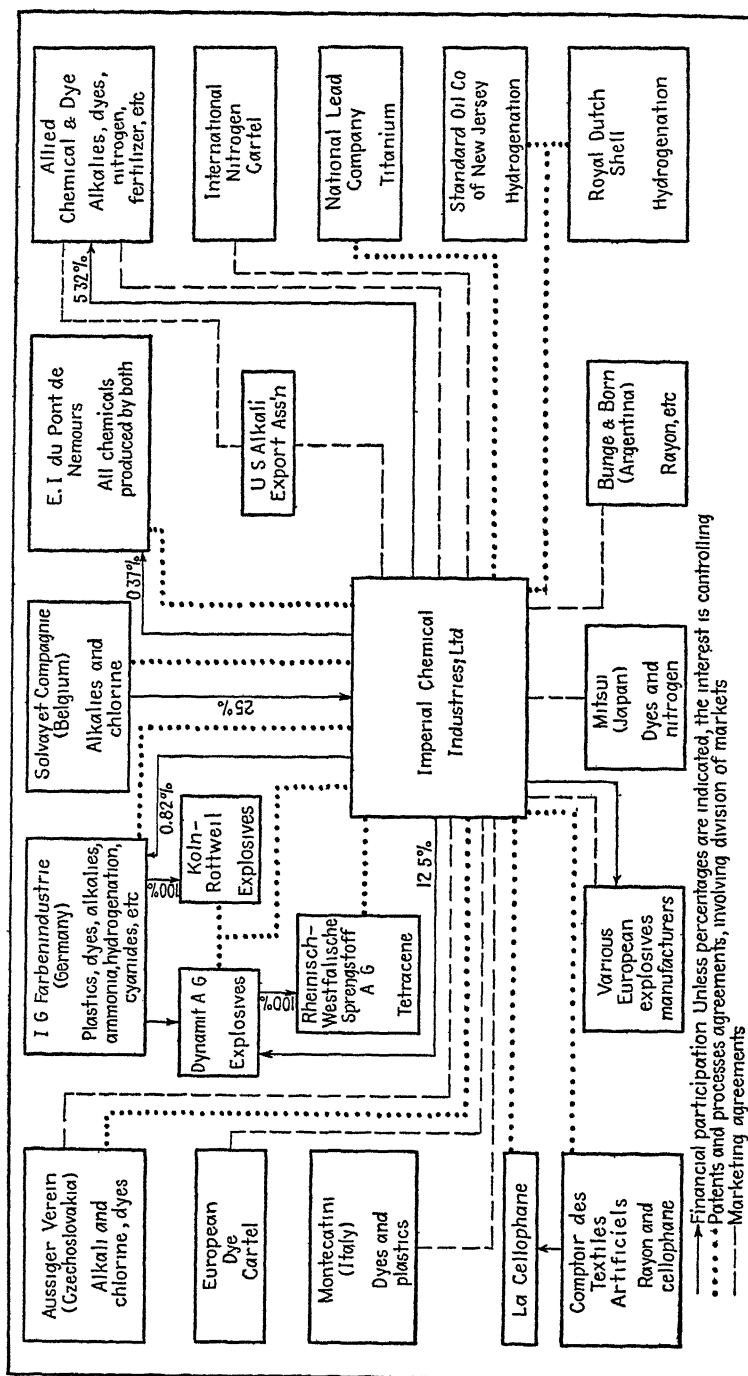 Aussiger Verein
(Czechoslovakia)
Alkali and
chlorine, dyes
I G Farbenindustrie
(Germany)
Plastics, dyes, alkalies,
ammonia, hydrogenation,
cyanides, etc
Solvay et Compagnie
(Belgium)
Alkalies and
chlorine
E. I du Pont de
Nemours
All chemicals
produced by both
Allied
Chemical & Dye
Alkalies, dyes,
nitrogen,
fertilizer, etc
European
Dye
Cartel
Dynamit A G
Explosives
100%
Koln-
Rottweil
Explosives
0.82%
25%
0 37%
U S Alkali
Export Ass'n
5 32%
International
Nitrogen
Cartel
Montecatini
(Italy)
Dyes and
plastics
100%
Rheinisch-
Westfalische
Sprengstoff
A G
Tetracene
12 5%
Imperial Chemical
Industries, Ltd
National Lead
Company
Titanium
Standard Oil Co
of New Jersey
Hydrogenation
La Cellophane
Comptoir des
Textiles
Artificiels
Rayon and
cellophane
Various
European
explosives
manufacturers
Mitsui
(Japan)
Dyes and
nitrogen
Bunge & Born
(Argentina)
Rayon, etc
Royal Dutch
Shell
Hydrogenation
Financial participation Unless percentages are indicated, the interest is controlling
Patents and processes agreements, involving division of markets
Marketing agreements